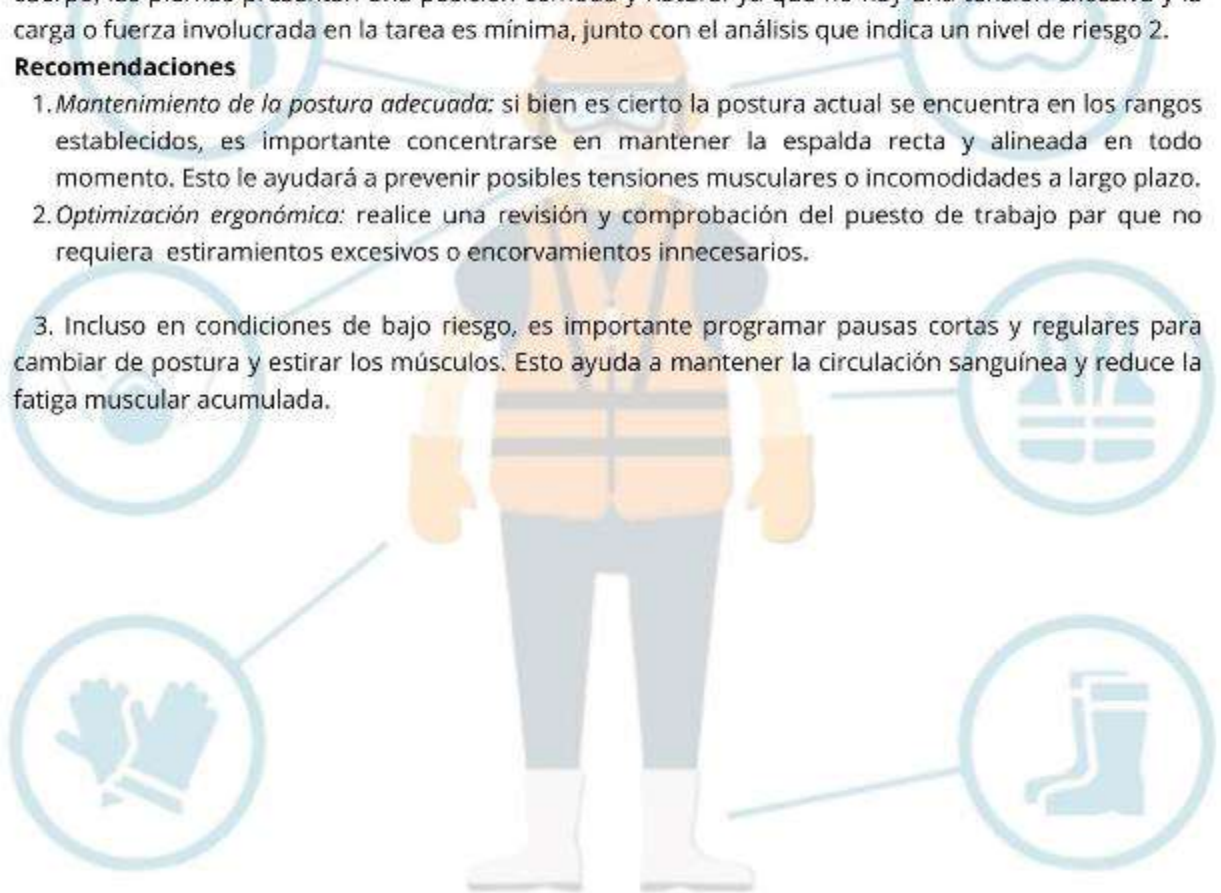 carga o fuerza involucrada en la tarea es mínima, junto con el análisis que indica un nivel de riesgo 2.
Recomendaciones
1. Mantenimiento de la postura adecuada: si bien es cierto la postura actual se encuentra en los rangos
establecidos, es importante concentrarse en mantener la espalda recta y alineada en todo
momento. Esto le ayudará a prevenir posibles tensiones musculares o incomodidades a largo plazo.
2. Optimización ergonómica: realice una revisión y comprobación del puesto de trabajo par que no
requiera estiramientos excesivos o encorvamientos innecesarios.
3. Incluso en condiciones de bajo riesgo, es importante programar pausas cortas y regulares para
cambiar de postura y estirar los músculos. Esto ayuda a mantener la circulación sanguínea y reduce la
fatiga muscular acumulada.